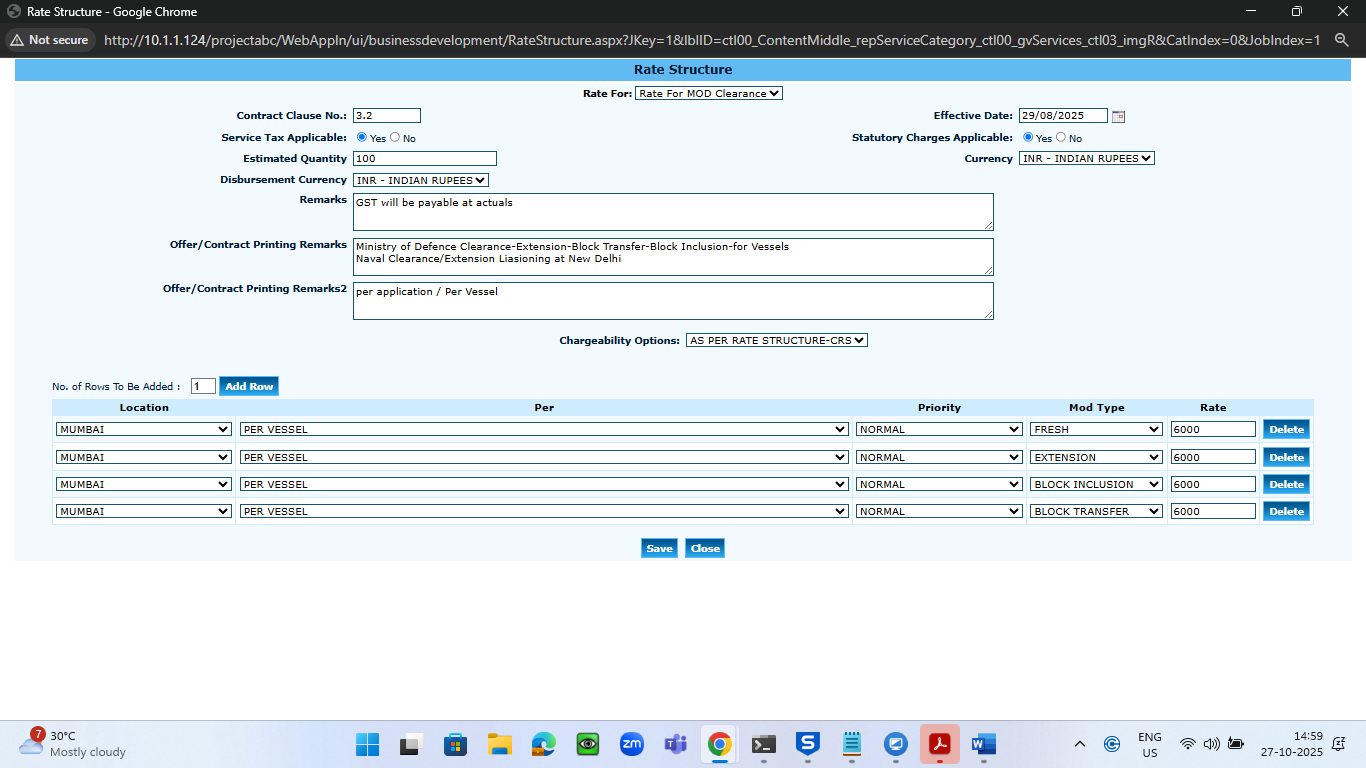 Rate Structure - Google Chrome
Not secure http://10.1.1.124/projectabc/WebAppIn/ui/businessdevelopment/RateStructure.aspx?JKey=1&lblID=ctl00_ContentMiddle_repServiceCategory_ctl00_gvServices_ctl03_imgR&CatIndex=0&JobIndex=1
Rate Structure
Rate For: Rate For MOD Clearance
Contract Clause No.: 3.2 Effective Date: 29/08/2025
Service Tax Applicable: Yes No Statutory Charges Applicable: Yes No
Estimated Quantity 100 Currency INR - INDIAN RUPEES
Disbursement Currency INR - INDIAN RUPEES
Remarks GST will be payable at actuals
Offer/Contract Printing Remarks Ministry of Defence Clearance-Extension-Block Transfer-Block Inclusion-for Vessels
Naval Clearance/Extension Liasioning at New Delhi
Offer/Contract Printing Remarks2 per application / Per Vessel
Chargeability Options: AS PER RATE STRUCTURE-CRS
No. of Rows To Be Added : 1 Add Row
Location Per Priority Mod Type Rate
MUMBAI PER VESSEL NORMAL FRESH 6000 Delete
MUMBAI PER VESSEL NORMAL EXTENSION 6000 Delete
MUMBAI PER VESSEL NORMAL BLOCK INCLUSION 6000 Delete
MUMBAI PER VESSEL NORMAL BLOCK TRANSFER 6000 Delete
Save Close
7 30°C
Mostly cloudy
zm
ENG
US
14:59
27-10-2025